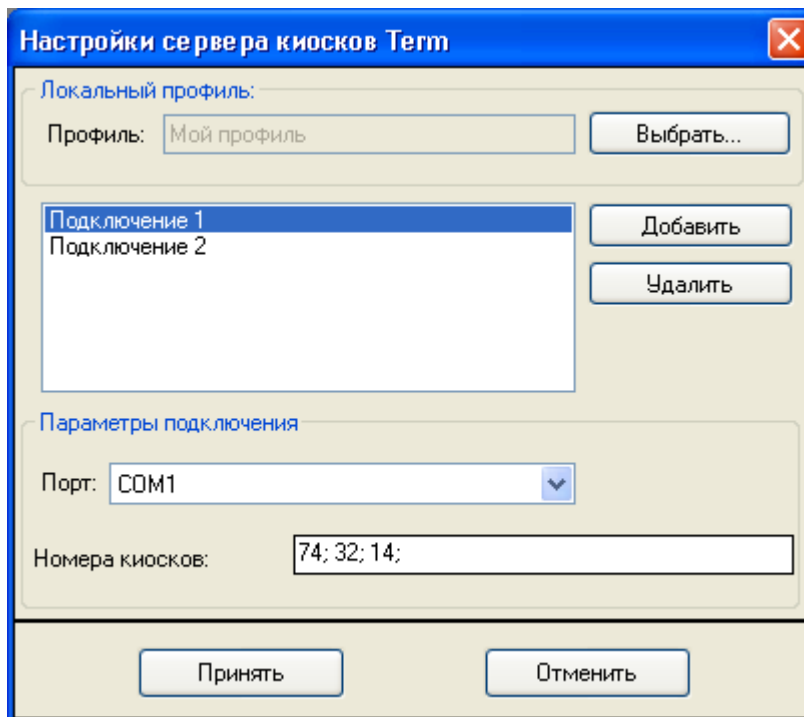 Настройки сервера киосков Term
Локальный профиль:
Профиль: Мой профиль Выбрать...
Подключение 1
Подключение 2
Добавить
Удалить
Параметры подключения
Порт: COM1
Номера киосков: 74; 32; 14;
Принять Отменить